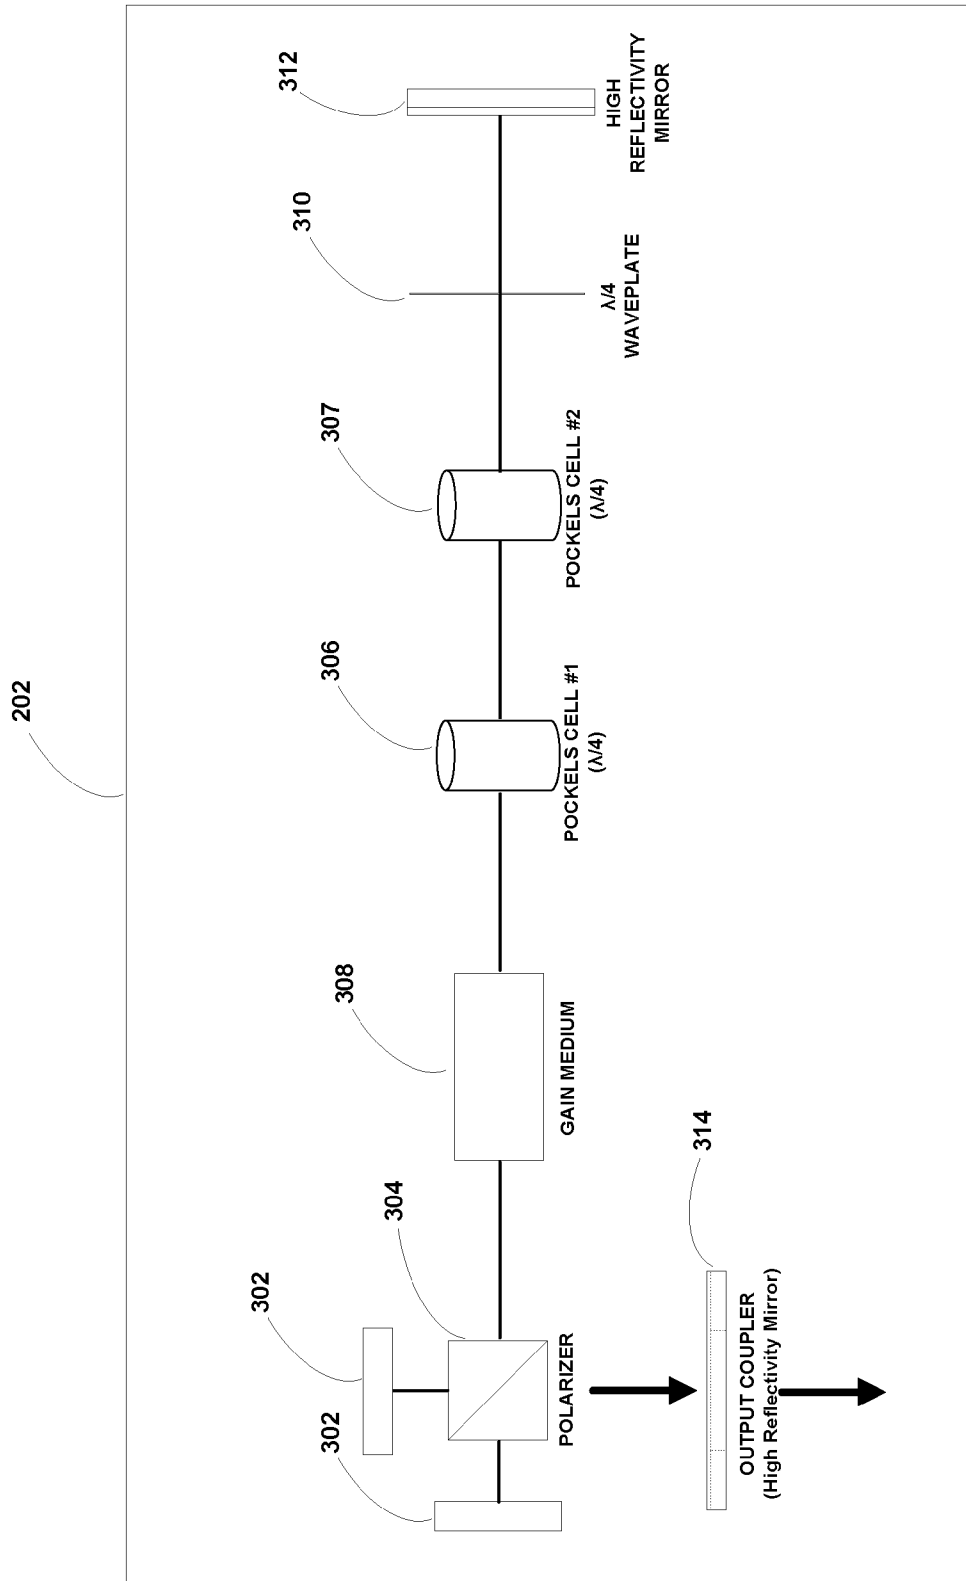 202
302
302
304
308
306
307
310
312
POLARIZER
GAIN MEDIUM
POCKELS CELL #1
(λ/4)
POCKELS CELL #2
(λ/4)
λ/4
WAVEPLATE
HIGH
REFLECTIVITY
MIRROR
314
OUTPUT COUPLER
(High Reflectivity Mirror)